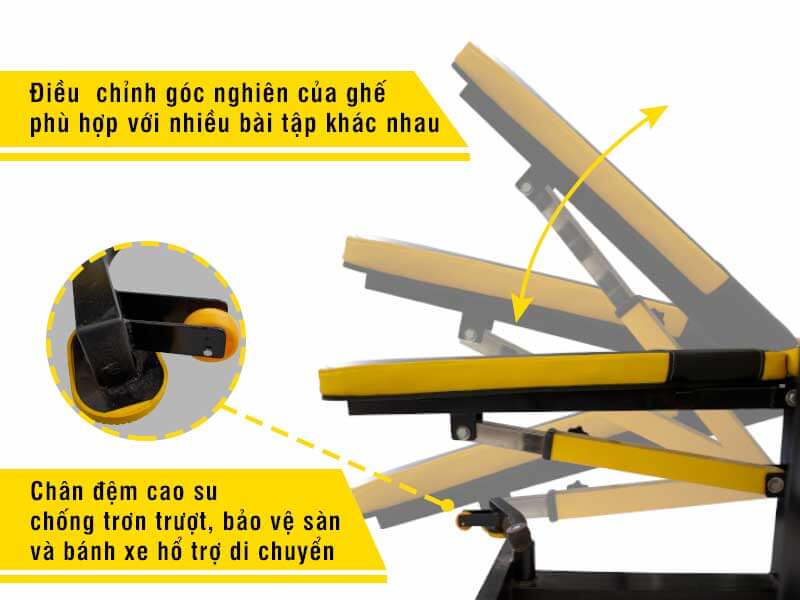 Điều chỉnh góc nghiên của ghế
phù hợp với nhiều bài tập khác nhau
Chân đệm cao su
chống trơn trượt, bảo vệ sàn
và bánh xe hổ trợ di chuyển